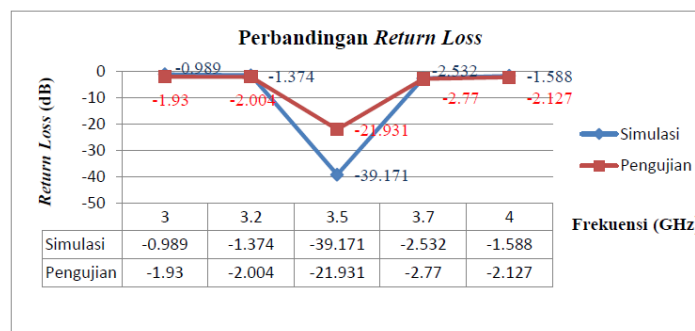 Perbandingan Return Loss
Return Loss (dB)
0
-10
-20
-30
-40
-50
-0.989
-1.374
-39.171
-2.532
-1.588
-1.93
-2.004
-21.931
-2.77
-2.127
Simulasi
Pengujian
3 3.2 3.5 3.7 4
Frekuensi (GHz
Simulasi -0.989 -1.374 -39.171 -2.532 -1.588
Pengujian -1.93 -2.004 -21.931 -2.77 -2.127